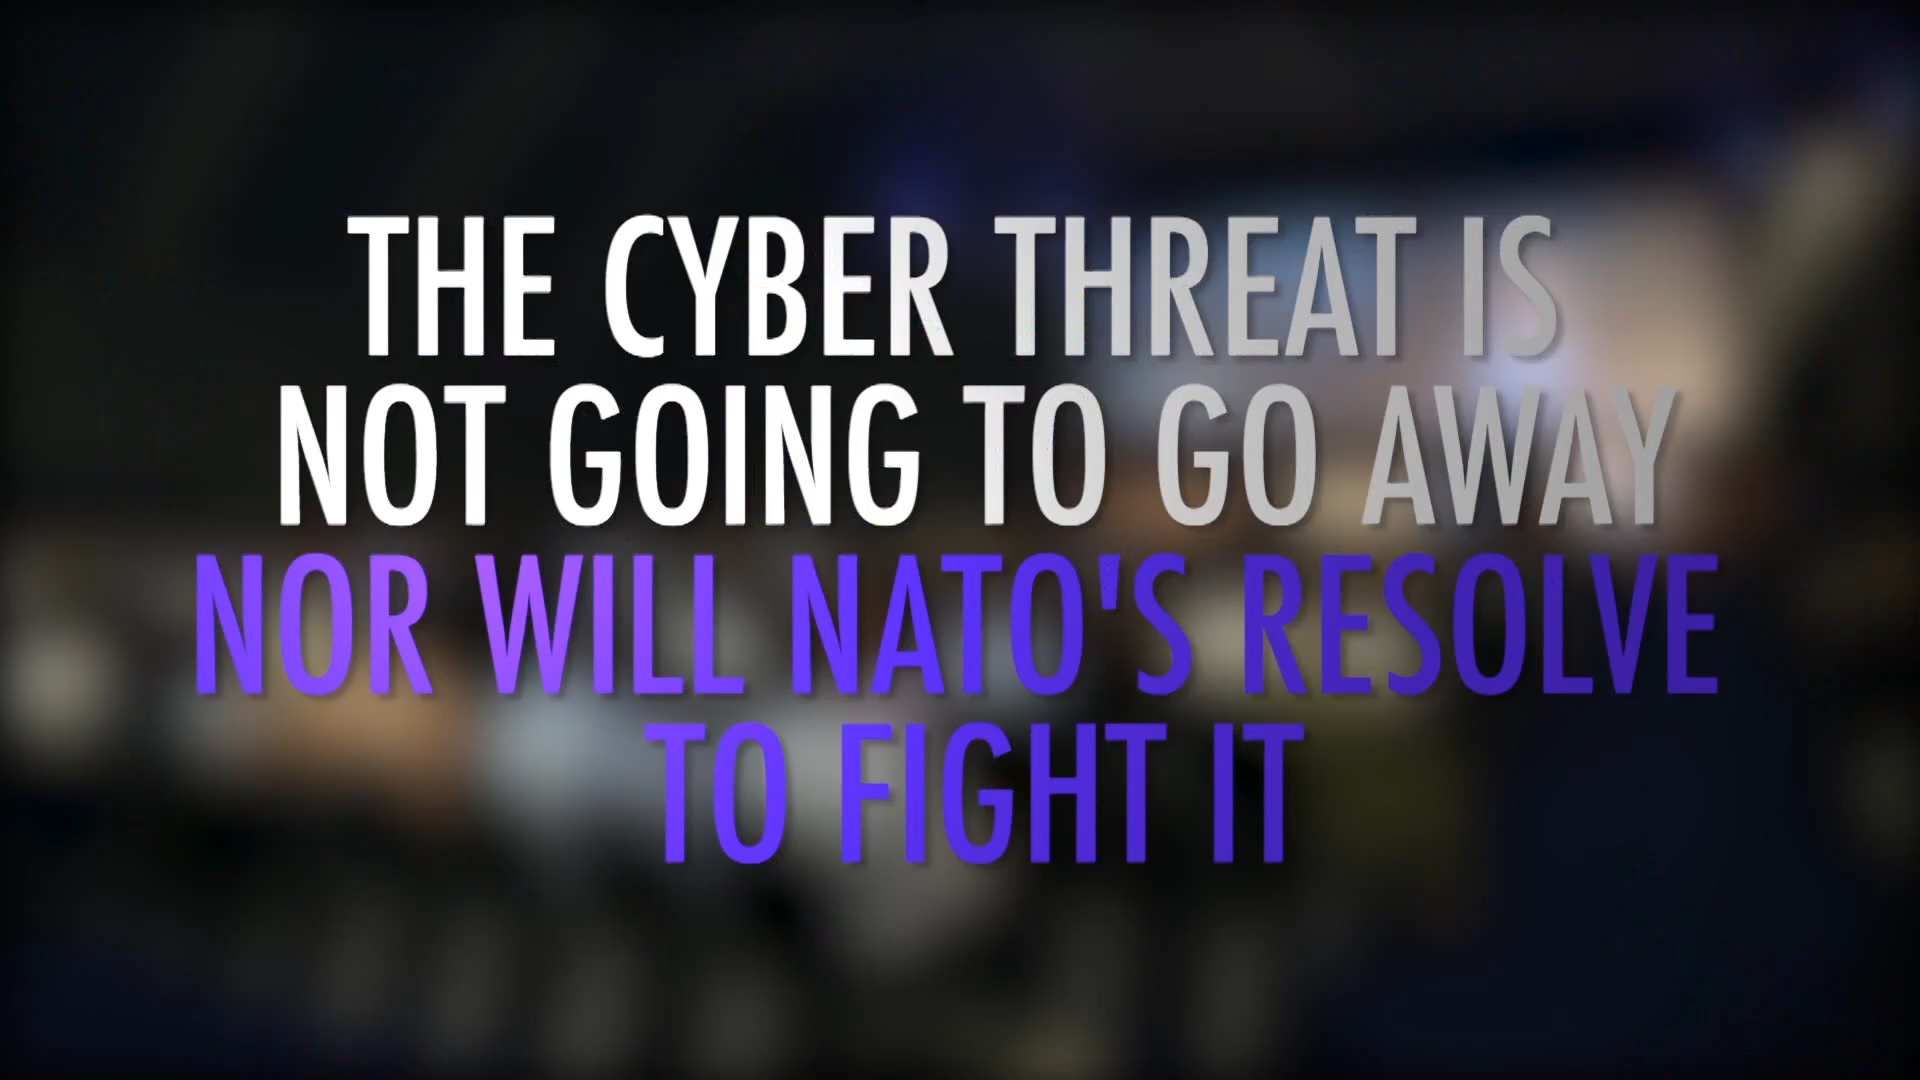 THE CYBER THREAT IS
NOT GOING TO GO AWAY
NOR WILL NATO'S RESOLVE
TO FIGHT IT